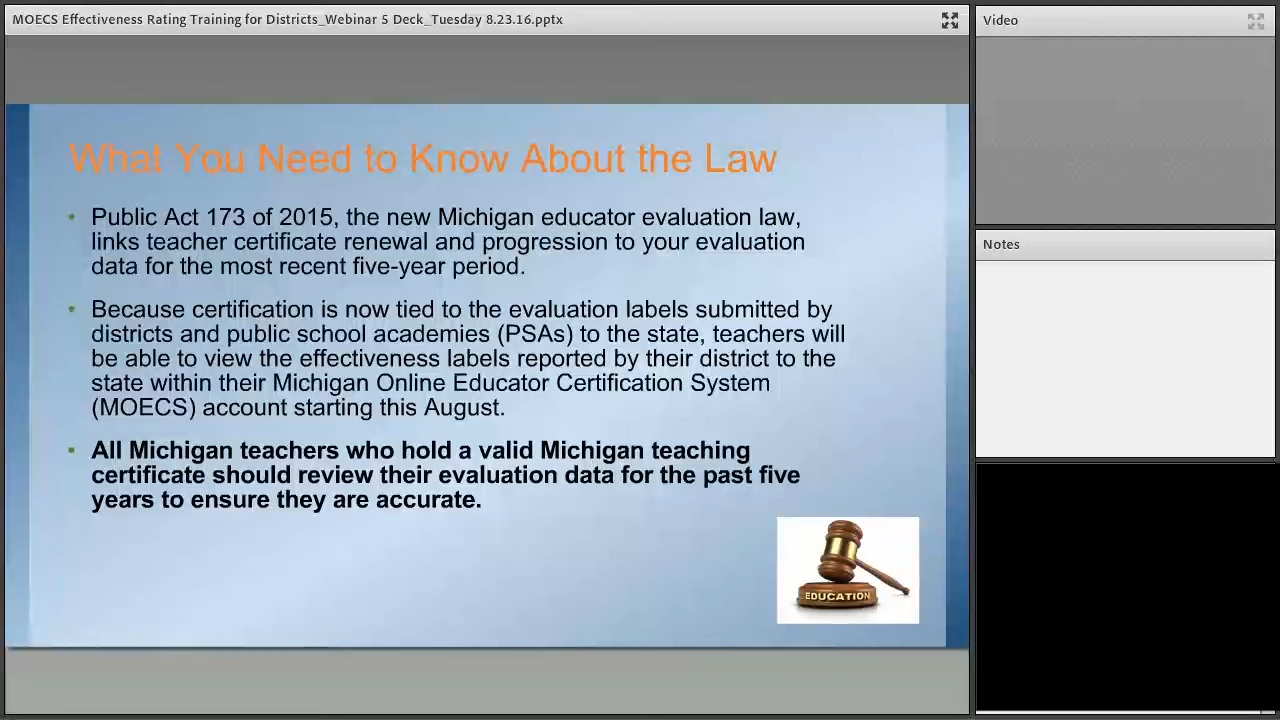 MOECS Effectiveness Rating Training for Districts_Webinar 5 Deck_Tuesday 8.23.16.pptx
Video
Notes
What You Need to Know About the Law
• Public Act 173 of 2015, the new Michigan educator evaluation law,
links teacher certificate renewal and progression to your evaluation
data for the most recent five-year period.
• Because certification is now tied to the evaluation labels submitted by
districts and public school academies (PSAs) to the state, teachers will
be able to view the effectiveness labels reported by their district to the
state within their Michigan Online Educator Certification System
(MOECS) account starting this August.
• All Michigan teachers who hold a valid Michigan teaching
certificate should review their evaluation data for the past five
years to ensure they are accurate.
EDUCATION